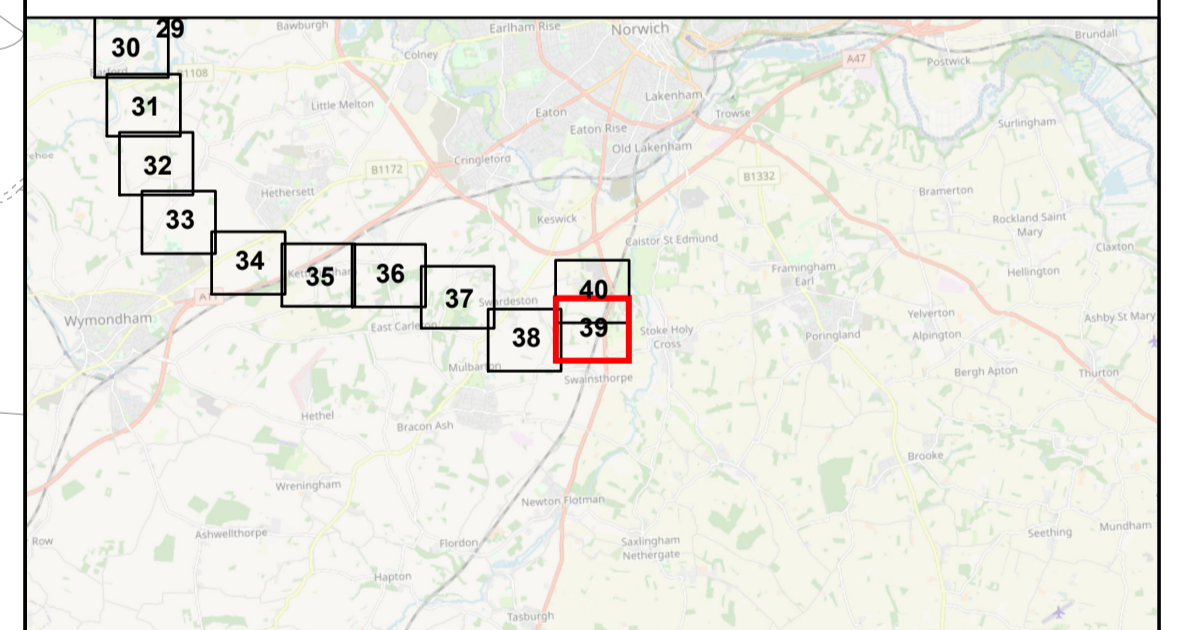 29
Bawburgh
Earlham Rise
Norwich
Brundall
30
Colney
A47
Postwick
1108
Little Melton
Lakenham
31
Eaton
Trowse
Eaton Rise
Surlingham
Old Lakenham
ehoe
Cringleford
32
B1172
B1332
Hethersett
Bramerton
33
Keswick
Rockland Saint
Mary
Caistor St Edmund
Claxton
34
Framingham
Earl
Hellington
35
36
40
37
Swardeston
Wymondham
East Carle
39
Stoke Holy
Cross
Yelverton
Ashby St Mary
38
Poringland
Alpington
Mulbarton
Swainsthorpe
Bergh Apton
Thurton
Hethel
Bracon Ash
Brooke
Wreningham
Newton Flotman
Row
Ashwellthorpe
Flordon
Saxlingham
Nethergate
Seething
Mundham
Hapton
Tasburgh